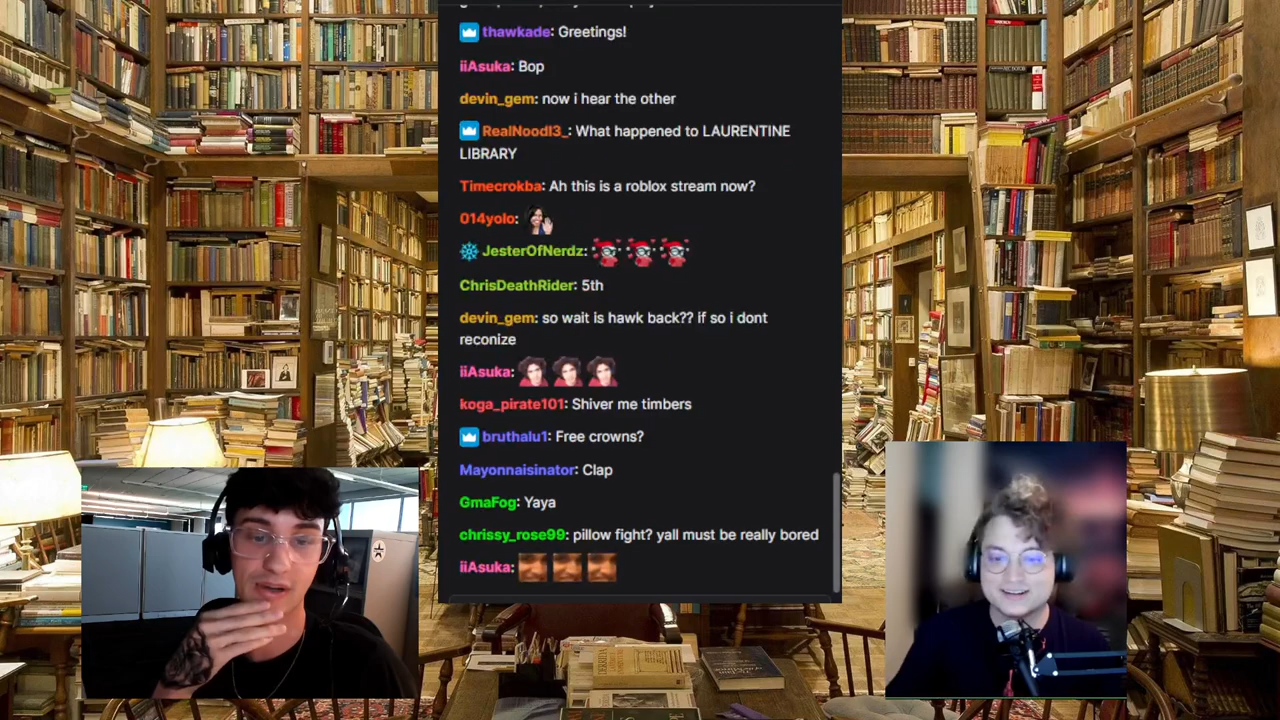 thawkade: Greetings!
iiAsuka: Bop
devin_gem: now i hear the other
RealNoodl3_: What happened to LAURENTINE
LIBRARY
Timecrokba: Ah this is a roblox stream now?
014yolo:
JesterOfNerdz:
ChrisDeathRider: 5th
devin_gem: so wait is hawk back?? if so i dont
reconize
iiAsuka:
koga_pirate101: Shiver me timbers
bruthalu1: Free crowns?
Mayonnaisinator: Clap
GmaFog: Yaya
chrissy_rose99: pillow fight? yall must be really bored
iiAsuka: